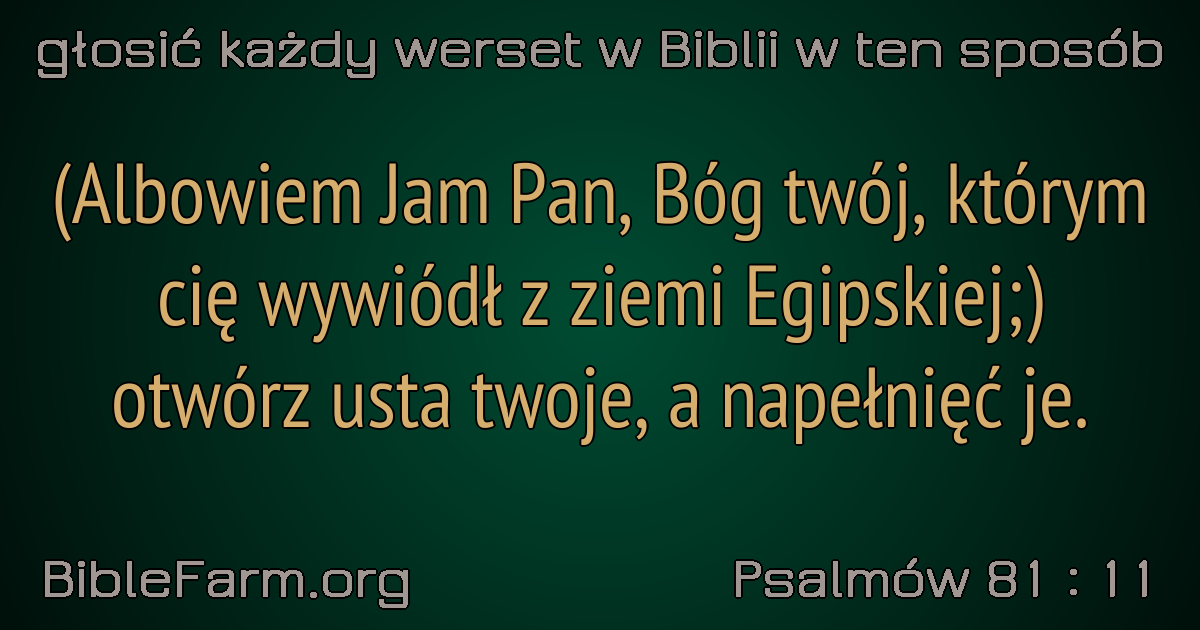 głosić każdy werset w Biblii w ten sposób
(Albowiem Jam Pan, Bóg twój, którym
cię wywiódł z ziemi Egipskiej;)
otwórz usta twoje, a napełnięć je.
BibleFarm.org
Psalmów 81 : 11